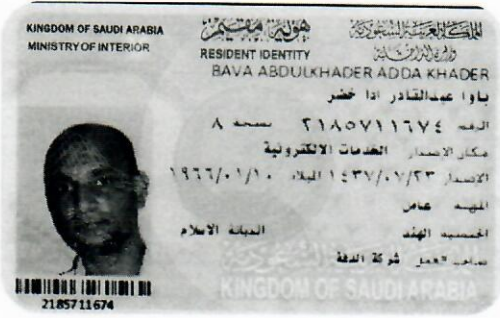 KINGDOM OF SAUDI ARABIA
MINISTRY OF INTERIOR
هوية مقيم
RESIDENT IDENTITY
المملكة العربية السعودية
وزارة الداخلية
BAVA ABDULKHADER ADDA KHADER
باوا عبدالقادر ادا خضر
الرقم ٢١٨٥٧١١٦٧٤ نسخة ٨
مكان الاصدار الخدمات الالكترونية
الاصدار ١٤٣٧/٠٧/٢٣ الميلاد ١٩٦٦/٠١/١٠
المهنة عامل
الجنسية الهند الديانة الاسلام
صاحب العمل شركة الدفة
KINGDOM OF SAUDI ARABIA
2185711674